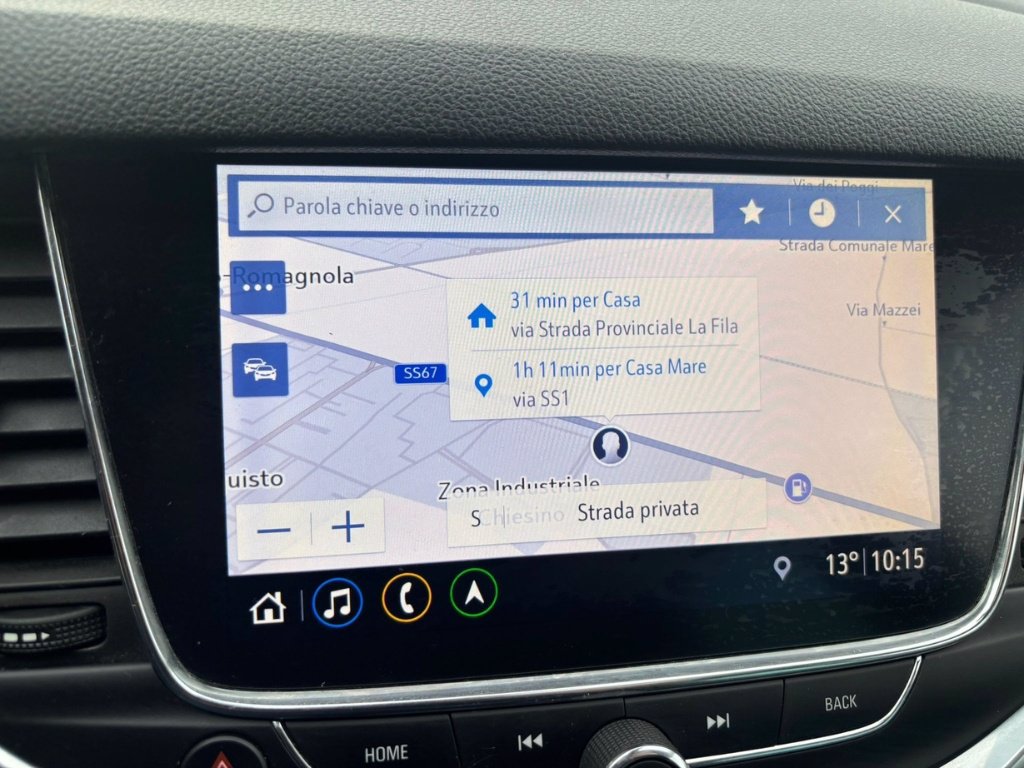 Via dei Poggi
Parola chiave o indirizzo
Strada Comunale Mare
-Romagnola
31 min per Casa
via Strada Provinciale La Fila
Via Mazzei
SS67
1h 11min per Casa Mare
via SS1
uisto
Zona Industriale
Chiesino
S
Strada privata
13° 10:15
HOME
BACK